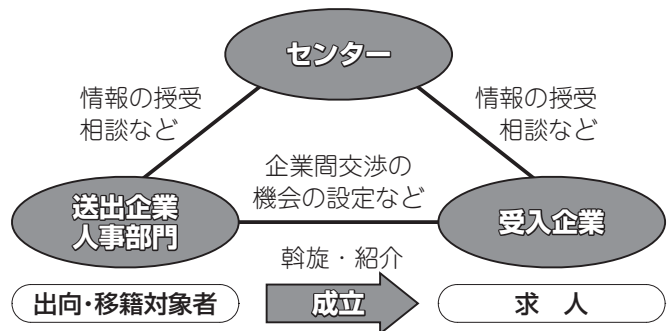 センター
情報の授受
相談など
情報の授受
相談など
企業間交渉の
機会の設定など
送出企業
人事部門
受入企業
斡旋・紹介
出向・移籍対象者
成立
求 人